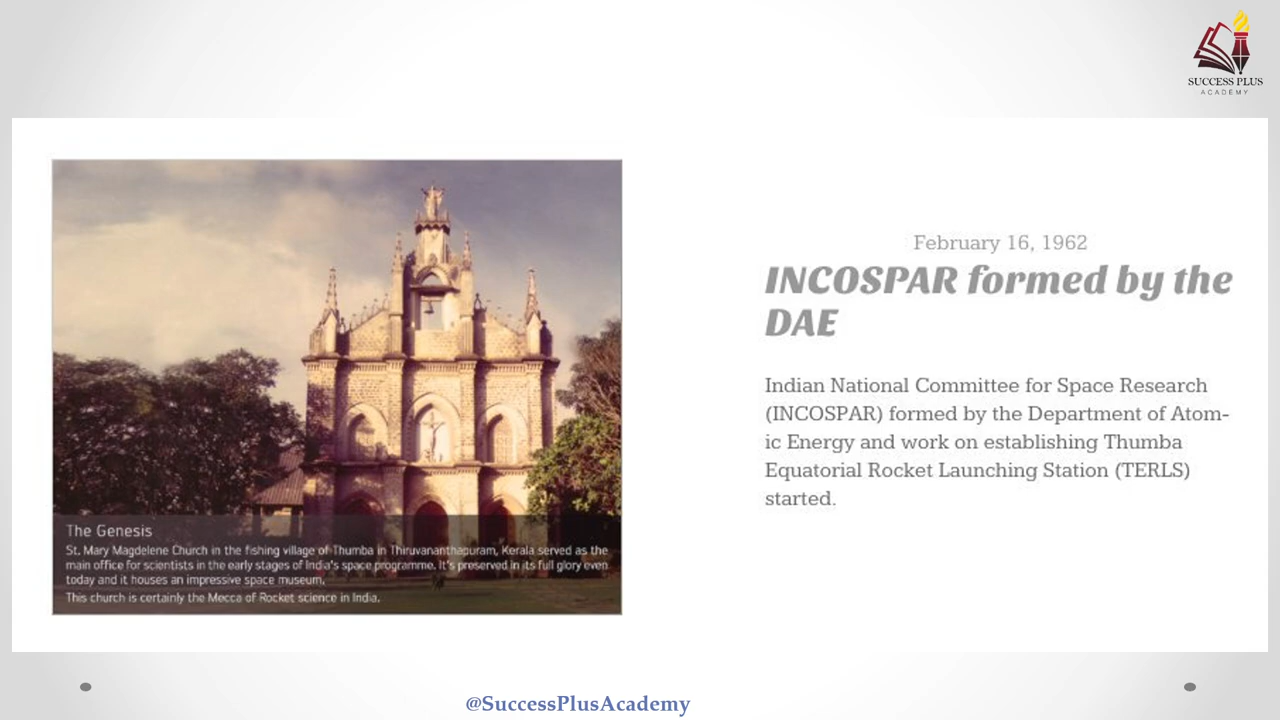 SUCCESS PLUS
ACADEMY
The Genesis
St. Mary Magdelene Church in the fishing village of Thumba in Thiruvananthapuram, Kerala served as the
main office for scientists in the early stages of India's space programme. It's preserved in its full glory even
today and it houses an impressive space museum.
This church is certainly the Mecca of Rocket science in India.
February 16, 1962
INCOSPAR formed by the
DAE
Indian National Committee for Space Research
(INCOSPAR) formed by the Department of Atom-
ic Energy and work on establishing Thumba
Equatorial Rocket Launching Station (TERLS)
started.
@SuccessPlusAcademy